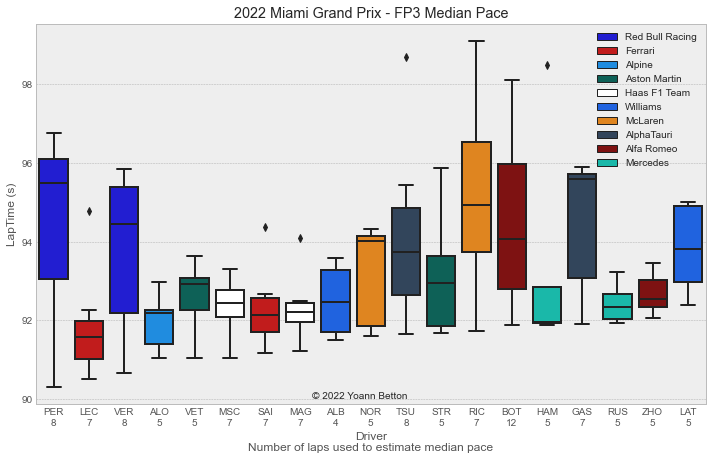 2022 Miami Grand Prix - FP3 Median Pace
Red Bull Racing
Ferrari
Alpine
Aston Martin
Haas F1 Team
Williams
McLaren
AlphaTauri
Alfa Romeo
Mercedes
LapTime (s)
98
96
94
92
90
© 2022 Yoann Betton
PER LEC VER ALO VET MSC SAI MAG ALB NOR TSU STR RIC BOT HAM GAS RUS ZHO LAT
8 7 8 5 5 7 7 7 4 5 8 5 7 12 5 7 5 5 5
Driver
Number of laps used to estimate median pace